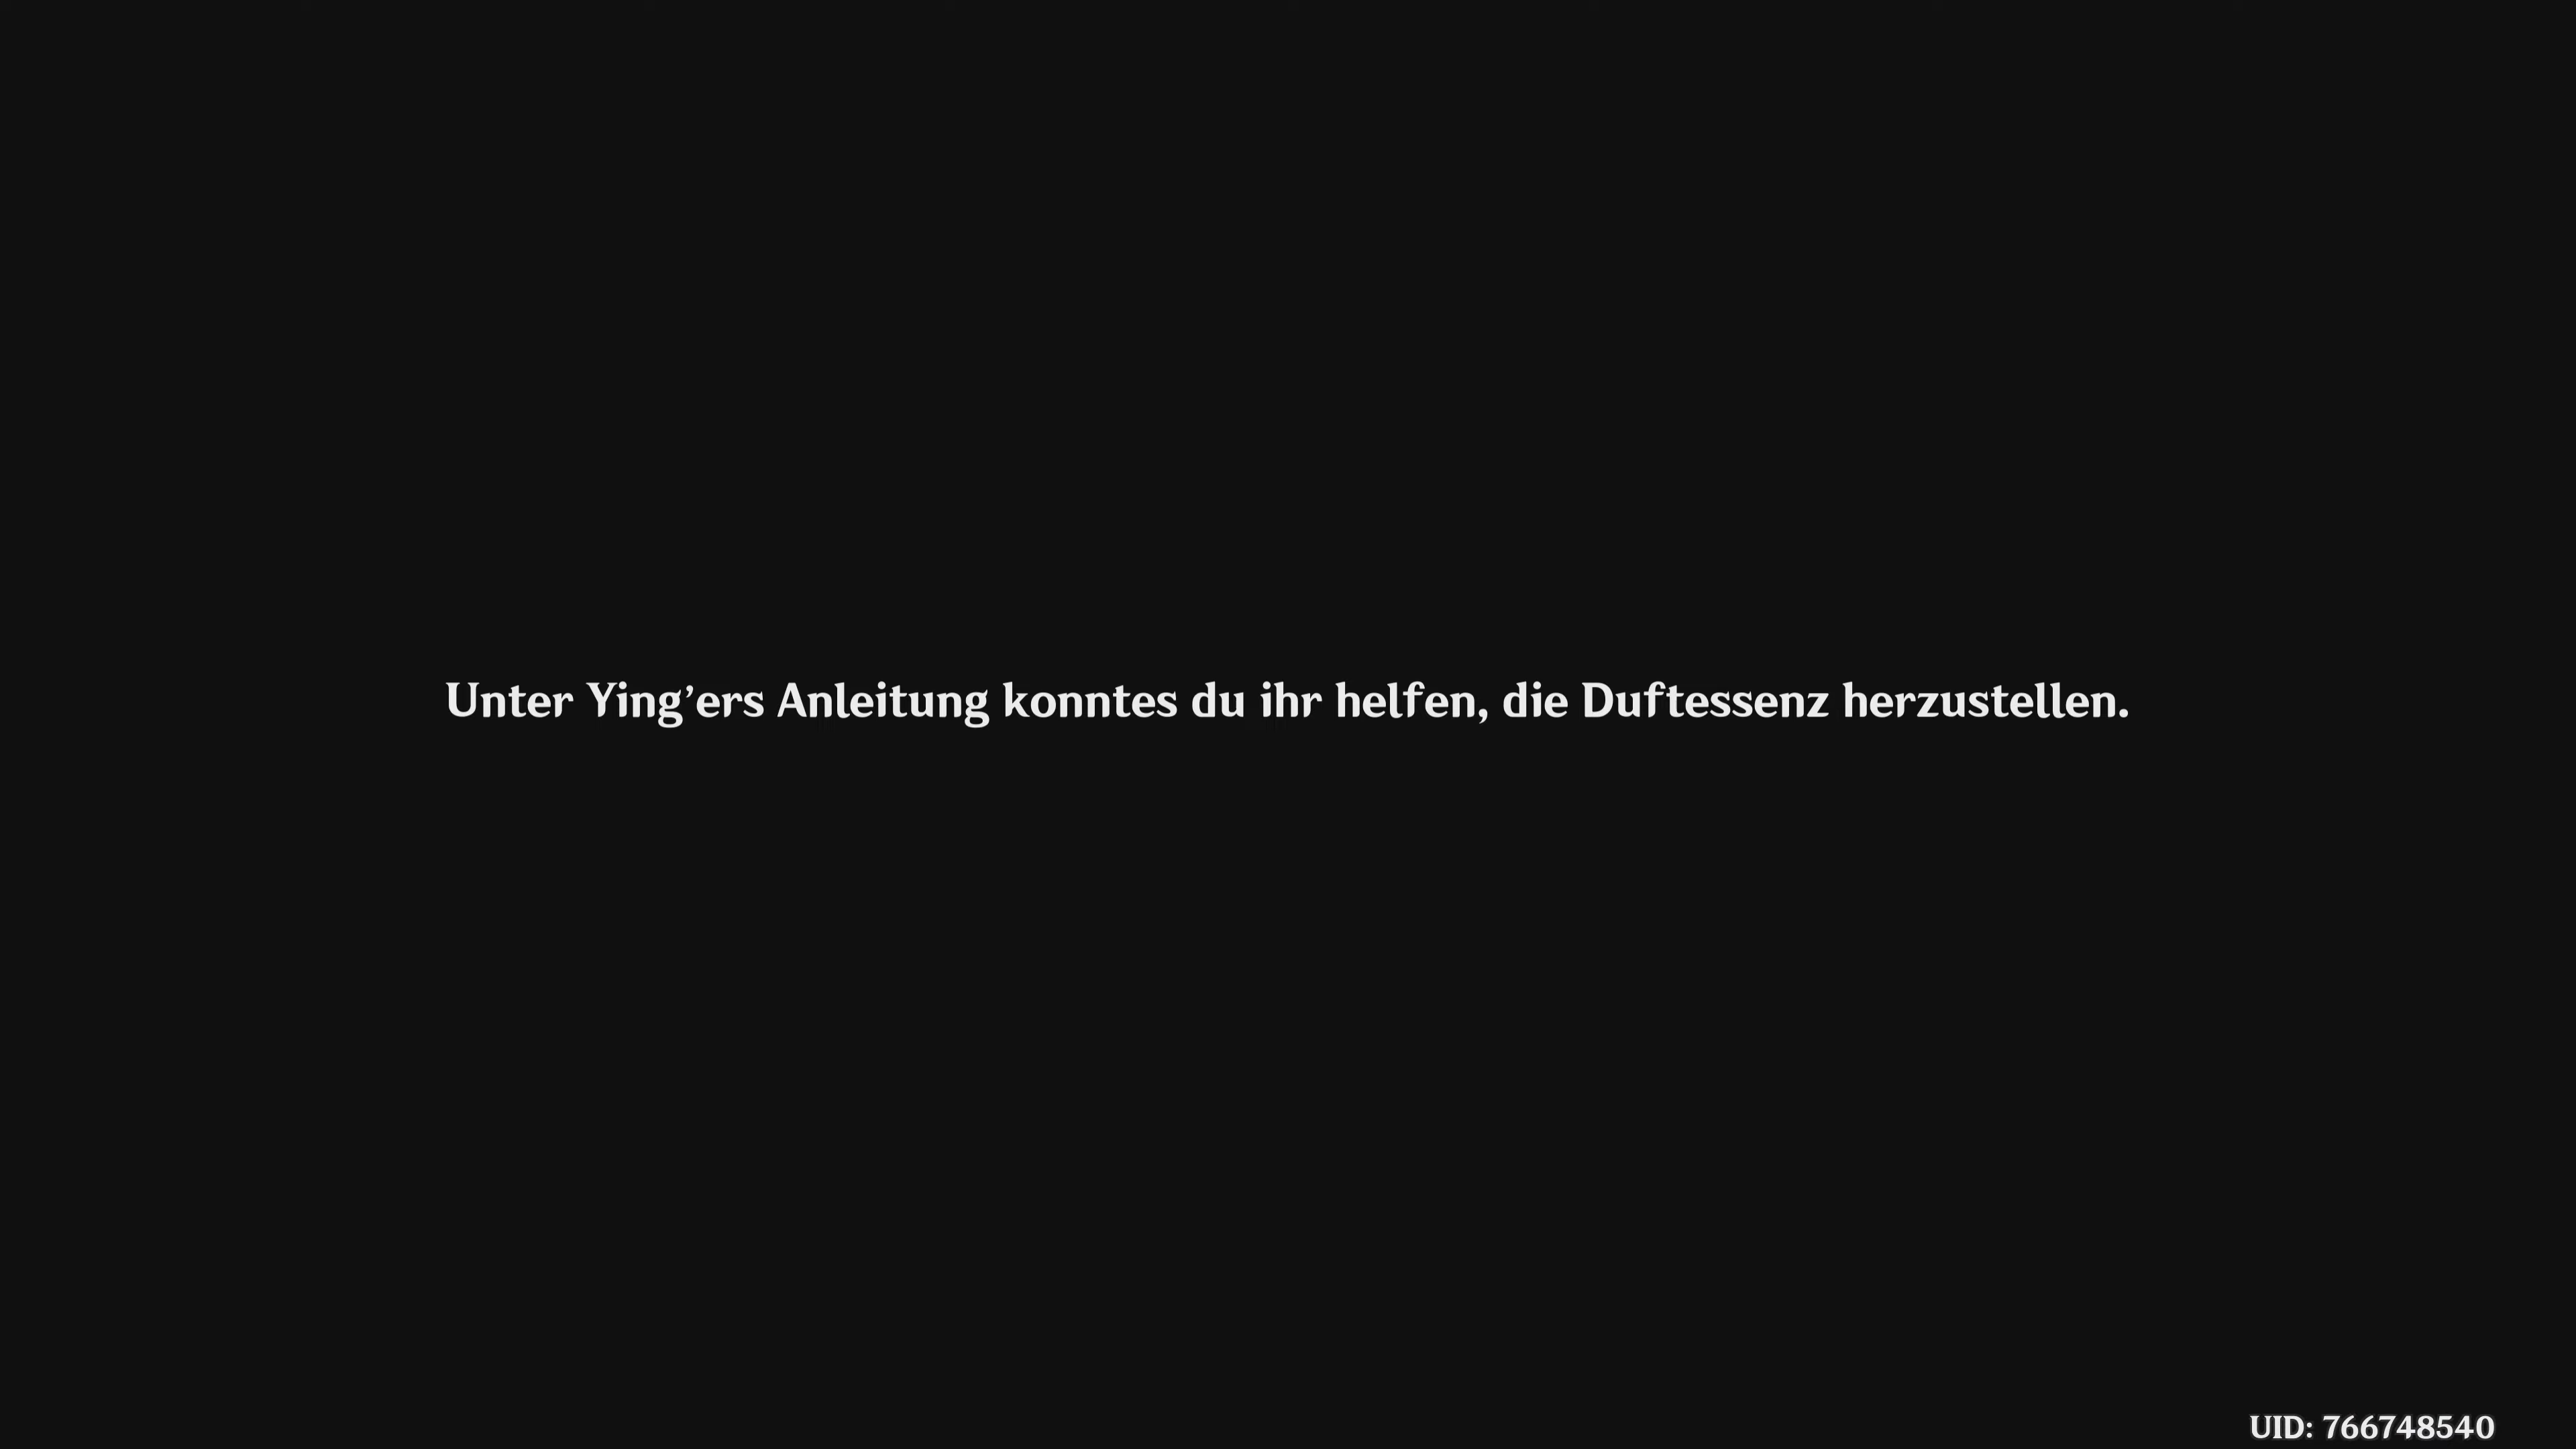 Unter Ying’ers Anleitung konntes du ihr helfen, die Duftessenz herzustellen.
UID: 766748540